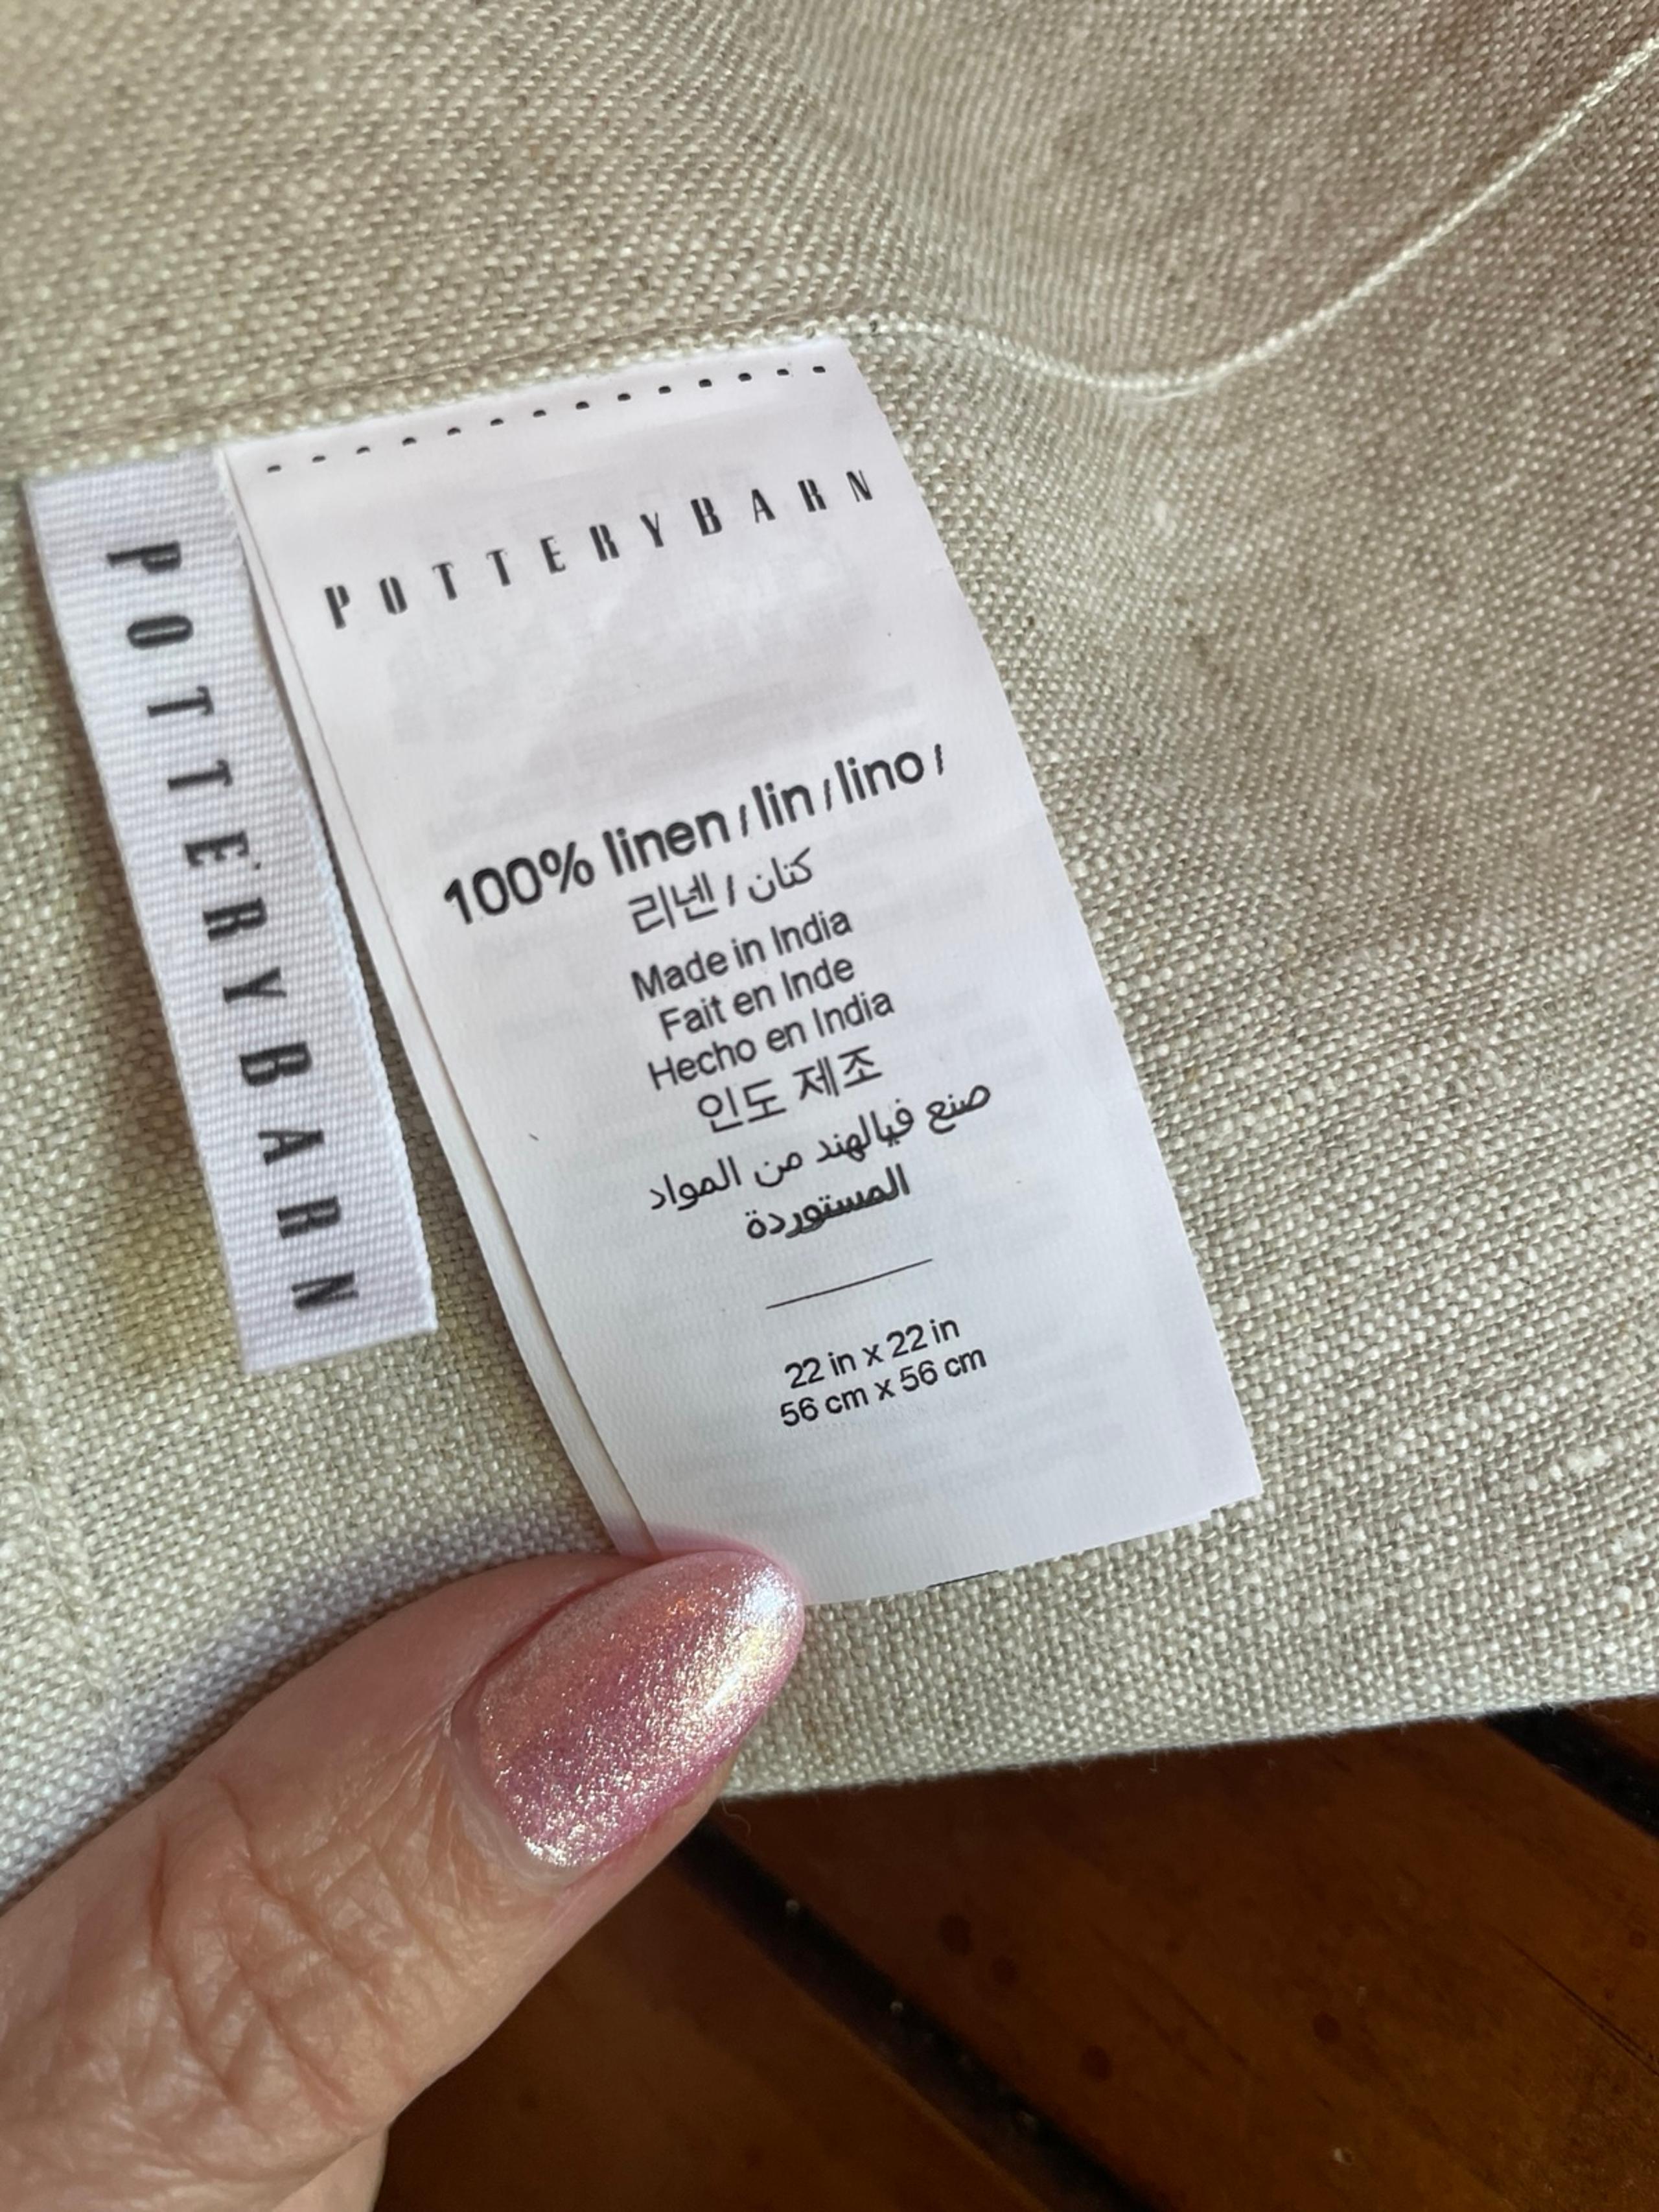 POTTERYBARN
POTTERYBARN
100% linen / lin / lino /
리넨 / كتان
Made in India
Fait en Inde
Hecho en India
인도 제조
صنع فيالهند من المواد
المستوردة
22 in x 22 in
56 cm x 56 cm